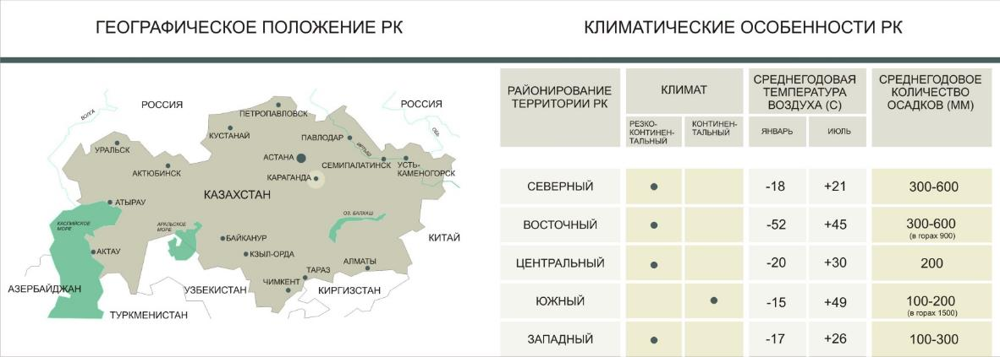 ГЕОГРАФИЧЕСКОЕ ПОЛОЖЕНИЕ РК
КЛИМАТИЧЕСКИЕ ОСОБЕННОСТИ РК
ВОЛГА
РОССИЯ
РОССИЯ
ОБЬ
ПЕТРОПАВЛОВСК
КУСТАНАЙ
ПАВЛОДАР
ИРТЫШ
УРАЛЬСК
АСТАНА
СЕМИПАЛАТИНСК
УСТЬ-
КАМЕНОГОРСК
АКТЮБИНСК
КАРАГАНДА
КАЗАХСТАН
АТЫРАУ
КАСПИЙСКОЕ
МОРЕ
АРАЛЬСКОЕ
МОРЕ
ОЗ. БАЛХАШ
БАЙКАНУР
КИТАЙ
АКТАУ
КЗЫЛ-ОРДА
АЛМАТЫ
ТАРАЗ
ЧИМКЕНТ
АЗЕРБАЙДЖАН
УЗБЕКИСТАН
КИРГИЗСТАН
ТУРКМЕНИСТАН
РАЙОНИРОВАНИЕ
ТЕРРИТОРИИ РК
КЛИМАТ
СРЕДНЕГОДОВАЯ
ТЕМПЕРАТУРА
ВОЗДУХА (С)
СРЕДНЕГОДОВОЕ
КОЛИЧЕСТВО
ОСАДКОВ (ММ)
РЕЗКО-
КОНТИНЕН-
ТАЛЬНЫЙ
КОНТИНЕН-
ТАЛЬНЫЙ
ЯНВАРЬ
ИЮЛЬ
СЕВЕРНЫЙ -18 +21 300-600
ВОСТОЧНЫЙ -52 +45 300-600
(в горах 900)
ЦЕНТРАЛЬНЫЙ -20 +30 200
ЮЖНЫЙ -15 +49 100-200
(в горах 1500)
ЗАПАДНЫЙ -17 +26 100-300